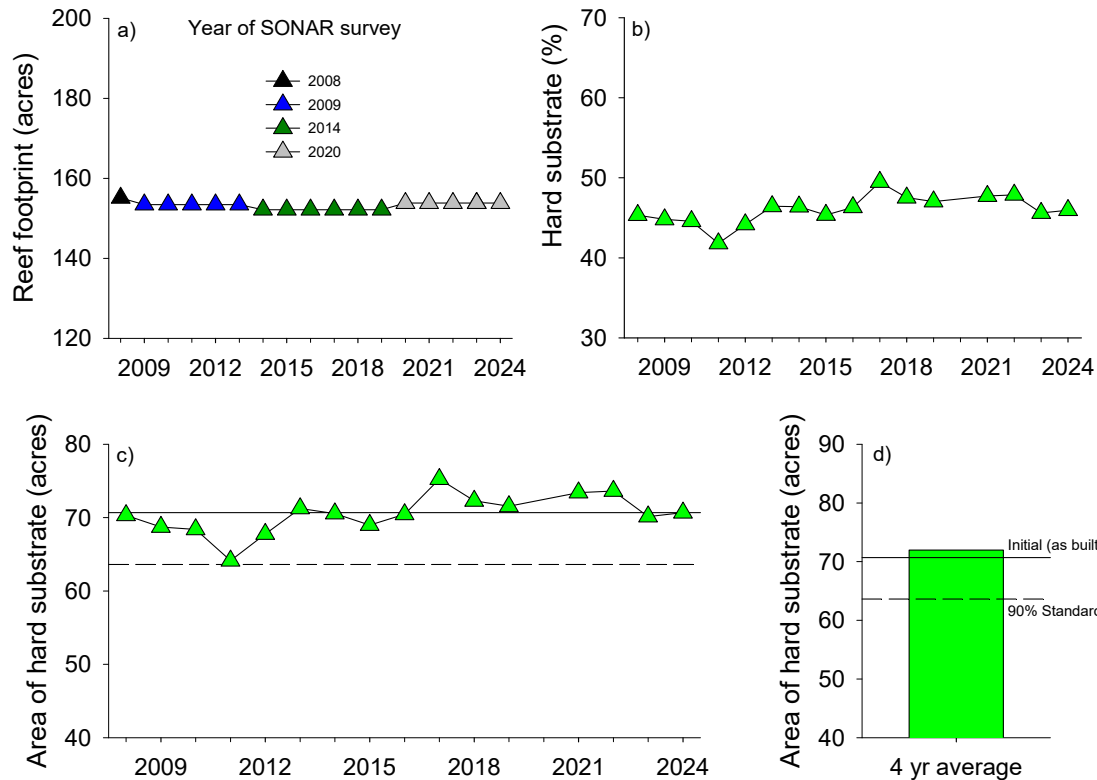 a)
Year of SONAR survey
2008
2009
2014
2020
Reef footprint (acres)
200
180
160
140
120
2009 2012 2015 2018 2021 2024
b)
Hard substrate (%)
70
60
50
40
30
2009 2012 2015 2018 2021 2024
c)
Area of hard substrate (acres)
80
70
60
50
40
2009 2012 2015 2018 2021 2024
d)
Area of hard substrate (acres)
90
80
70
60
50
40
Initial (as built
90% Standard
4 yr average